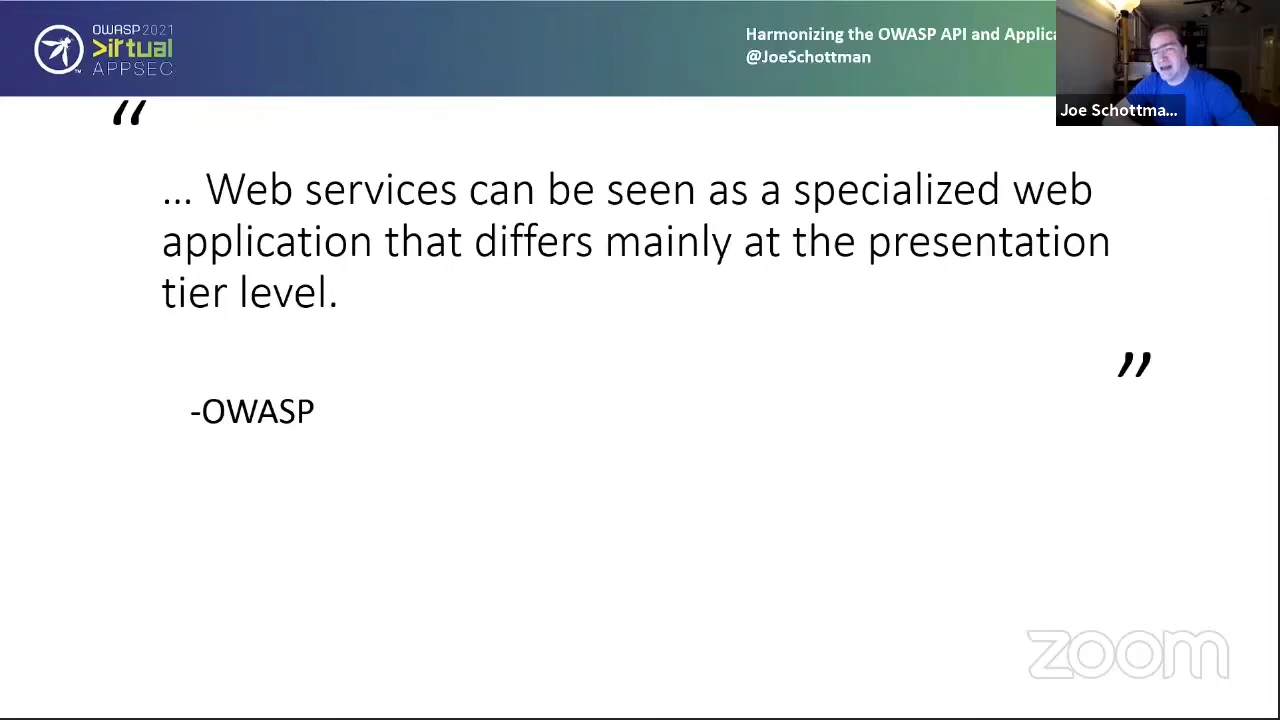 OWASP 2021
>irtual
APPSEC
Harmonizing the OWASP API and Applica
@JoeSchottman
Joe Schottma...
“
... Web services can be seen as a specialized web
application that differs mainly at the presentation
tier level.
”
-OWASP
zoom